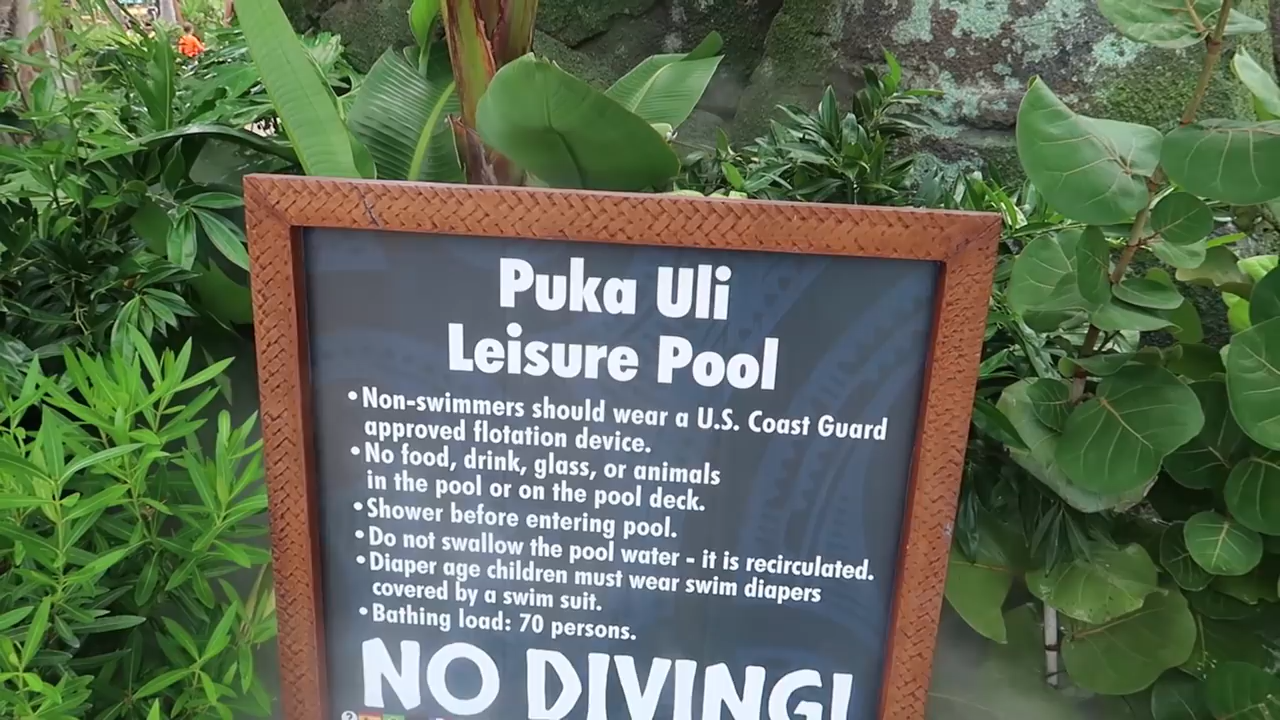 Puka Uli
Leisure Pool
• Non-swimmers should wear a U.S. Coast Guard
approved flotation device.
• No food, drink, glass, or animals
in the pool or on the pool deck.
• Shower before entering pool.
• Do not swallow the pool water - it is recirculated.
• Diaper age children must wear swim diapers
covered by a swim suit.
• Bathing load: 70 persons.
NO DIVING!
?